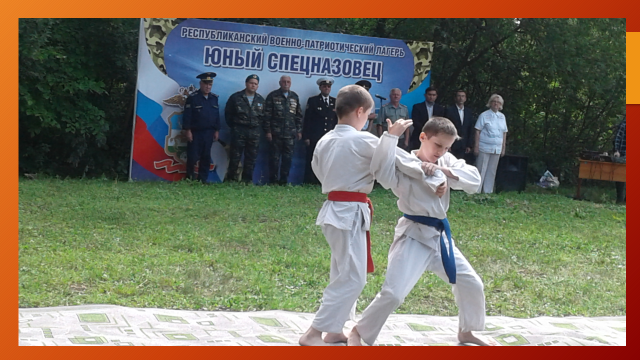 РЕСПУБЛИКАНСКИЙ ВОЕННО-ПАТРИОТИЧЕСКИЙ ЛАГЕРЬ
ЮНЫЙ СПЕЦНАЗОВЕЦ